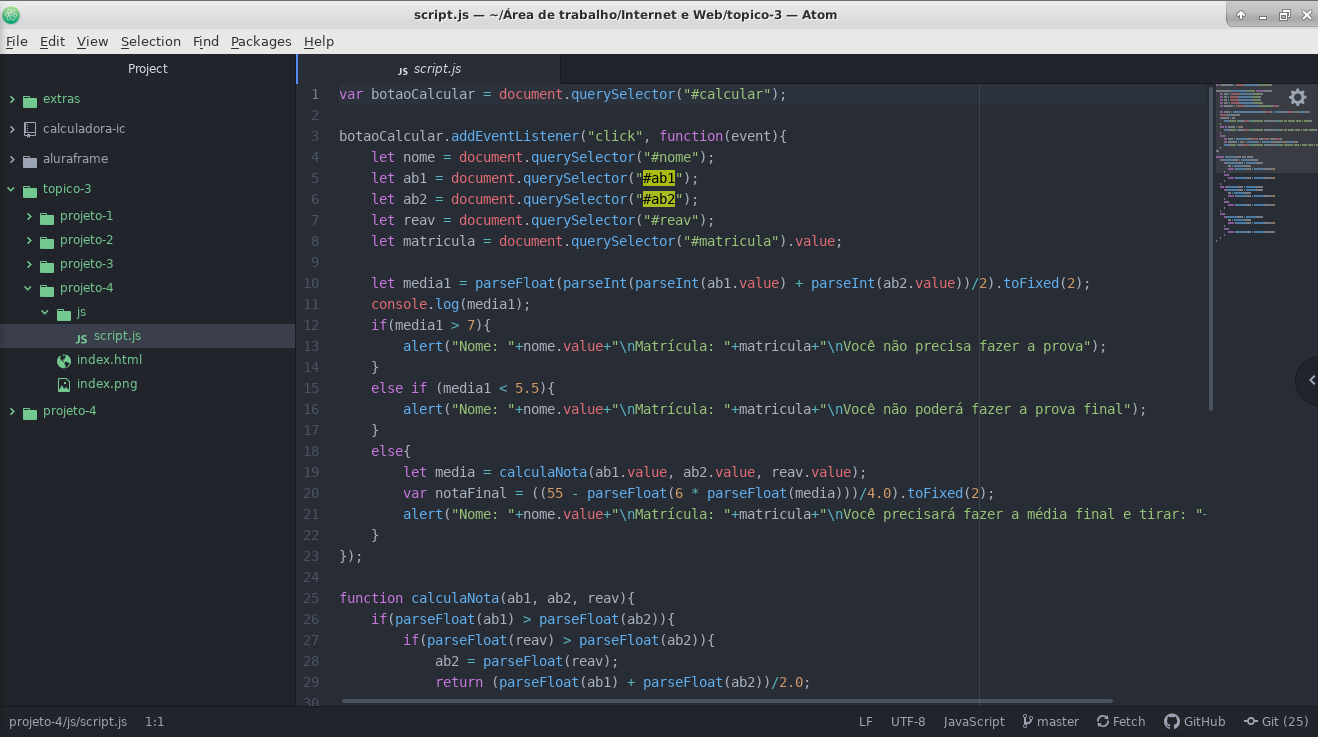 script.js — ~/Área de trabalho/Internet e Web/topico-3 — Atom
File Edit View Selection Find Packages Help
Project
extras
calculadora-ic
aluraframe
topico-3
projeto-1
projeto-2
projeto-3
projeto-4
js
JS script.js
index.html
index.png
projeto-4
JS script.js
1 var botaoCalcular = document.querySelector("#calcular");
2
3 botaoCalcular.addEventListener("click", function(event){
4 let nome = document.querySelector("#nome");
5 let ab1 = document.querySelector("#ab1");
6 let ab2 = document.querySelector("#ab2");
7 let reav = document.querySelector("#reav");
8 let matricula = document.querySelector("#matricula").value;
9
10 let media1 = parseFloat(parseInt(parseInt(ab1.value) + parseInt(ab2.value))/2).toFixed(2);
11 console.log(media1);
12 if(media1 > 7){
13 alert("Nome: "+nome.value+"\nMatrícula: "+matricula+"\nVocê não precisa fazer a prova");
14 }
15 else if (media1 < 5.5){
16 alert("Nome: "+nome.value+"\nMatrícula: "+matricula+"\nVocê não poderá fazer a prova final");
17 }
18 else{
19 let media = calculaNota(ab1.value, ab2.value, reav.value);
20 var notaFinal = ((55 - parseFloat(6 * parseFloat(media)))/4.0).toFixed(2);
21 alert("Nome: "+nome.value+"\nMatrícula: "+matricula+"\nVocê precisará fazer a média final e tirar: "
22 }
23 });
24
25 function calculaNota(ab1, ab2, reav){
26 if(parseFloat(ab1) > parseFloat(ab2)){
27 if(parseFloat(reav) > parseFloat(ab2)){
28 ab2 = parseFloat(reav);
29 return (parseFloat(ab1) + parseFloat(ab2))/2.0;
30
projeto-4/js/script.js 1:1 LF UTF-8 JavaScript master Fetch GitHub Git (25)